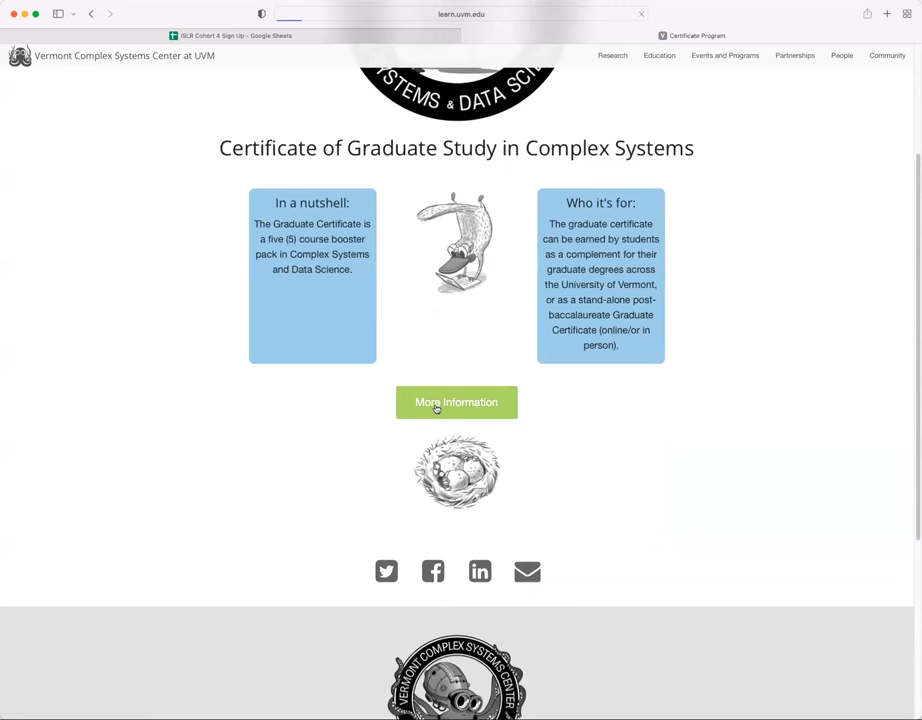 learn.uvm.edu
ISLR Cohort 4 Sign Up - Google Sheets
V Certificate Program
Vermont Complex Systems Center at UVM
Research
Education
Events and Programs
Partnerships
People
Community
SYSTEMS & DATA SCI
Certificate of Graduate Study in Complex Systems
In a nutshell:
The Graduate Certificate is
a five (5) course booster
pack in Complex Systems
and Data Science.
Who it's for:
The graduate certificate
can be earned by students
as a complement for their
graduate degrees across
the University of Vermont,
or as a stand-alone post-
baccalaureate Graduate
Certificate (online/or in
person).
More Information
VERMONT COMPLEX SYSTEMS CENTER